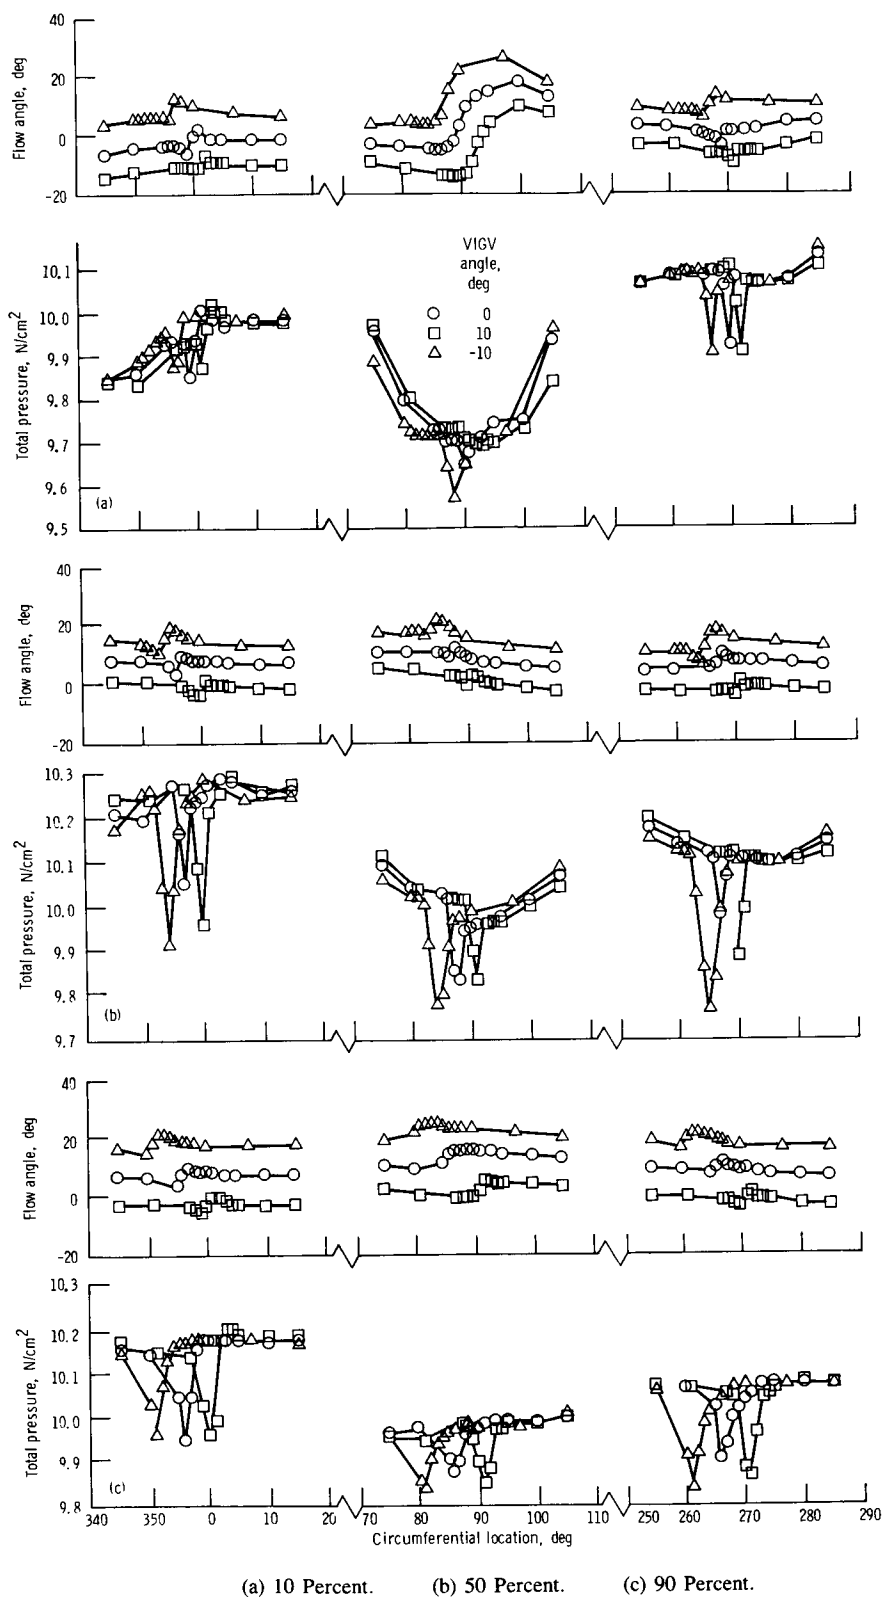 40
20
0
-20
Flow angle, deg
VIGV
angle,
deg
0
10
-10
10.1
10.0
9.9
9.8
9.7
9.6
9.5
Total pressure, N/cm2
(a)
40
20
0
-20
Flow angle, deg
10.3
10.2
10.1
10.0
9.9
9.8
9.7
Total pressure, N/cm2
(b)
40
20
0
-20
Flow angle, deg
10.3
10.2
10.1
10.0
9.9
9.8
Total pressure, N/cm2
(c)
340 350 0 10 20 70 80 90 100 110 250 260 270 280 290
Circumferential location, deg
(a) 10 Percent. (b) 50 Percent. (c) 90 Percent.